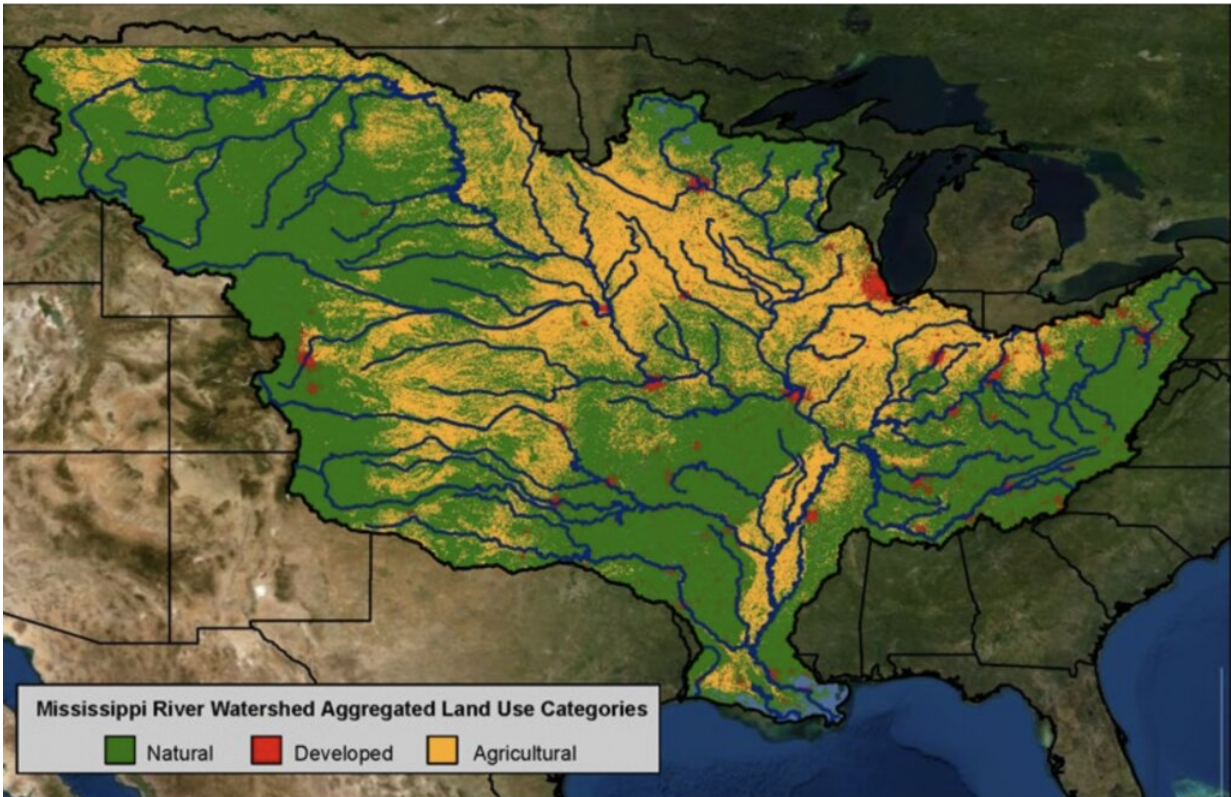 Mississippi River Watershed Aggregated Land Use Categories
Natural
Developed
Agricultural